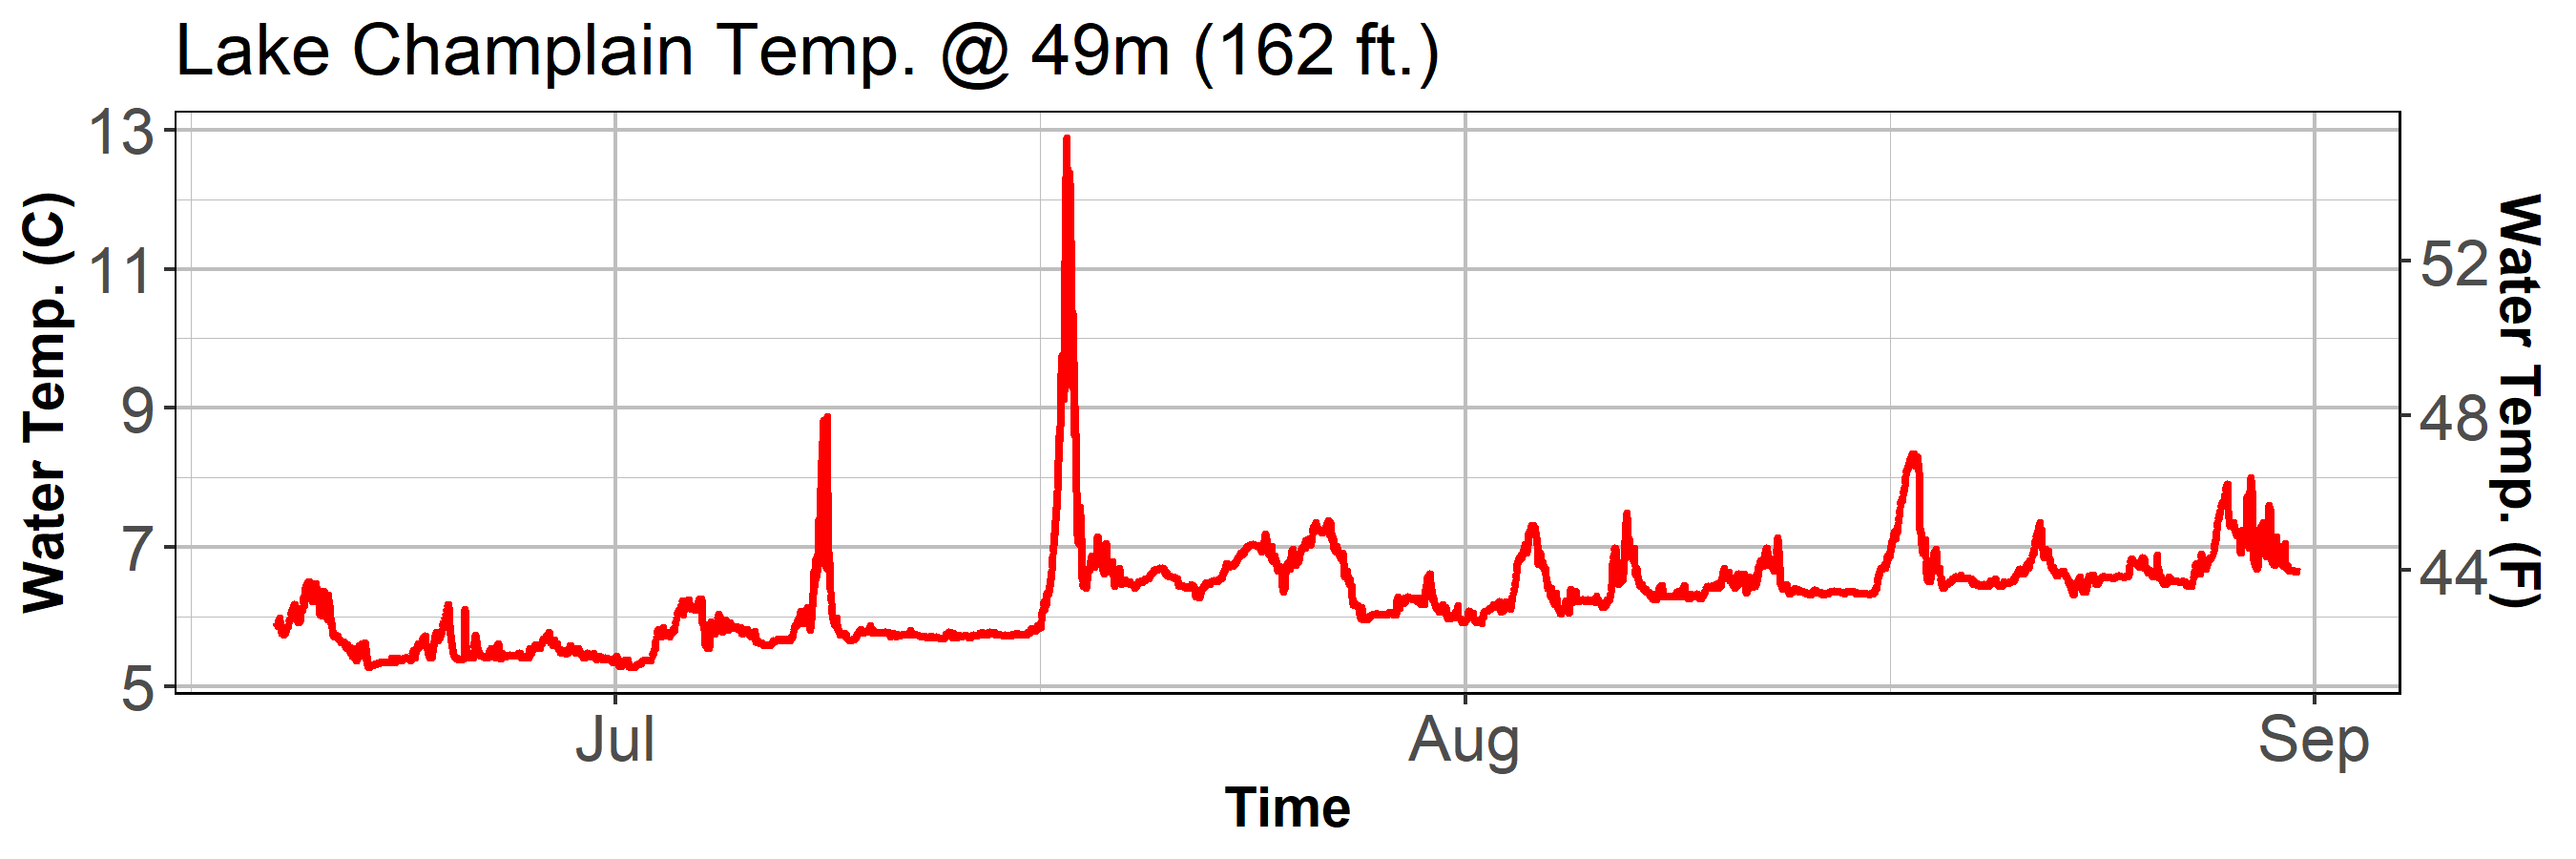 Lake Champlain Temp. @ 49m (162 ft.)
Water Temp. (C)
13
11
9
7
5
52
48
44
Water Temp. (F)
Jul
Aug
Sep
Time